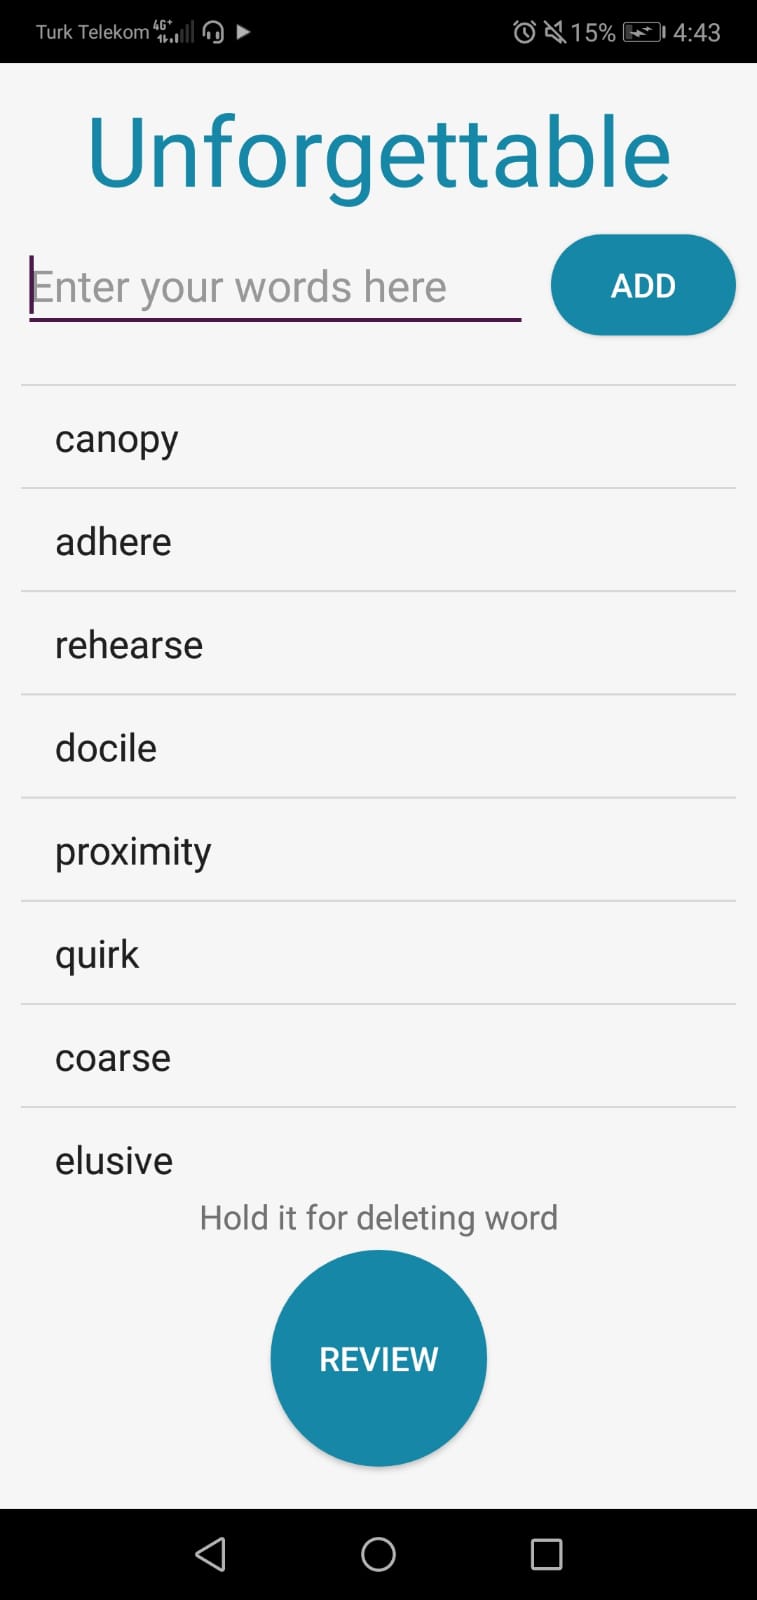 Turk Telekom 4G+ 15% 4:43
Unforgettable
Enter your words here
ADD
canopy
adhere
rehearse
docile
proximity
quirk
coarse
elusive
Hold it for deleting word
REVIEW